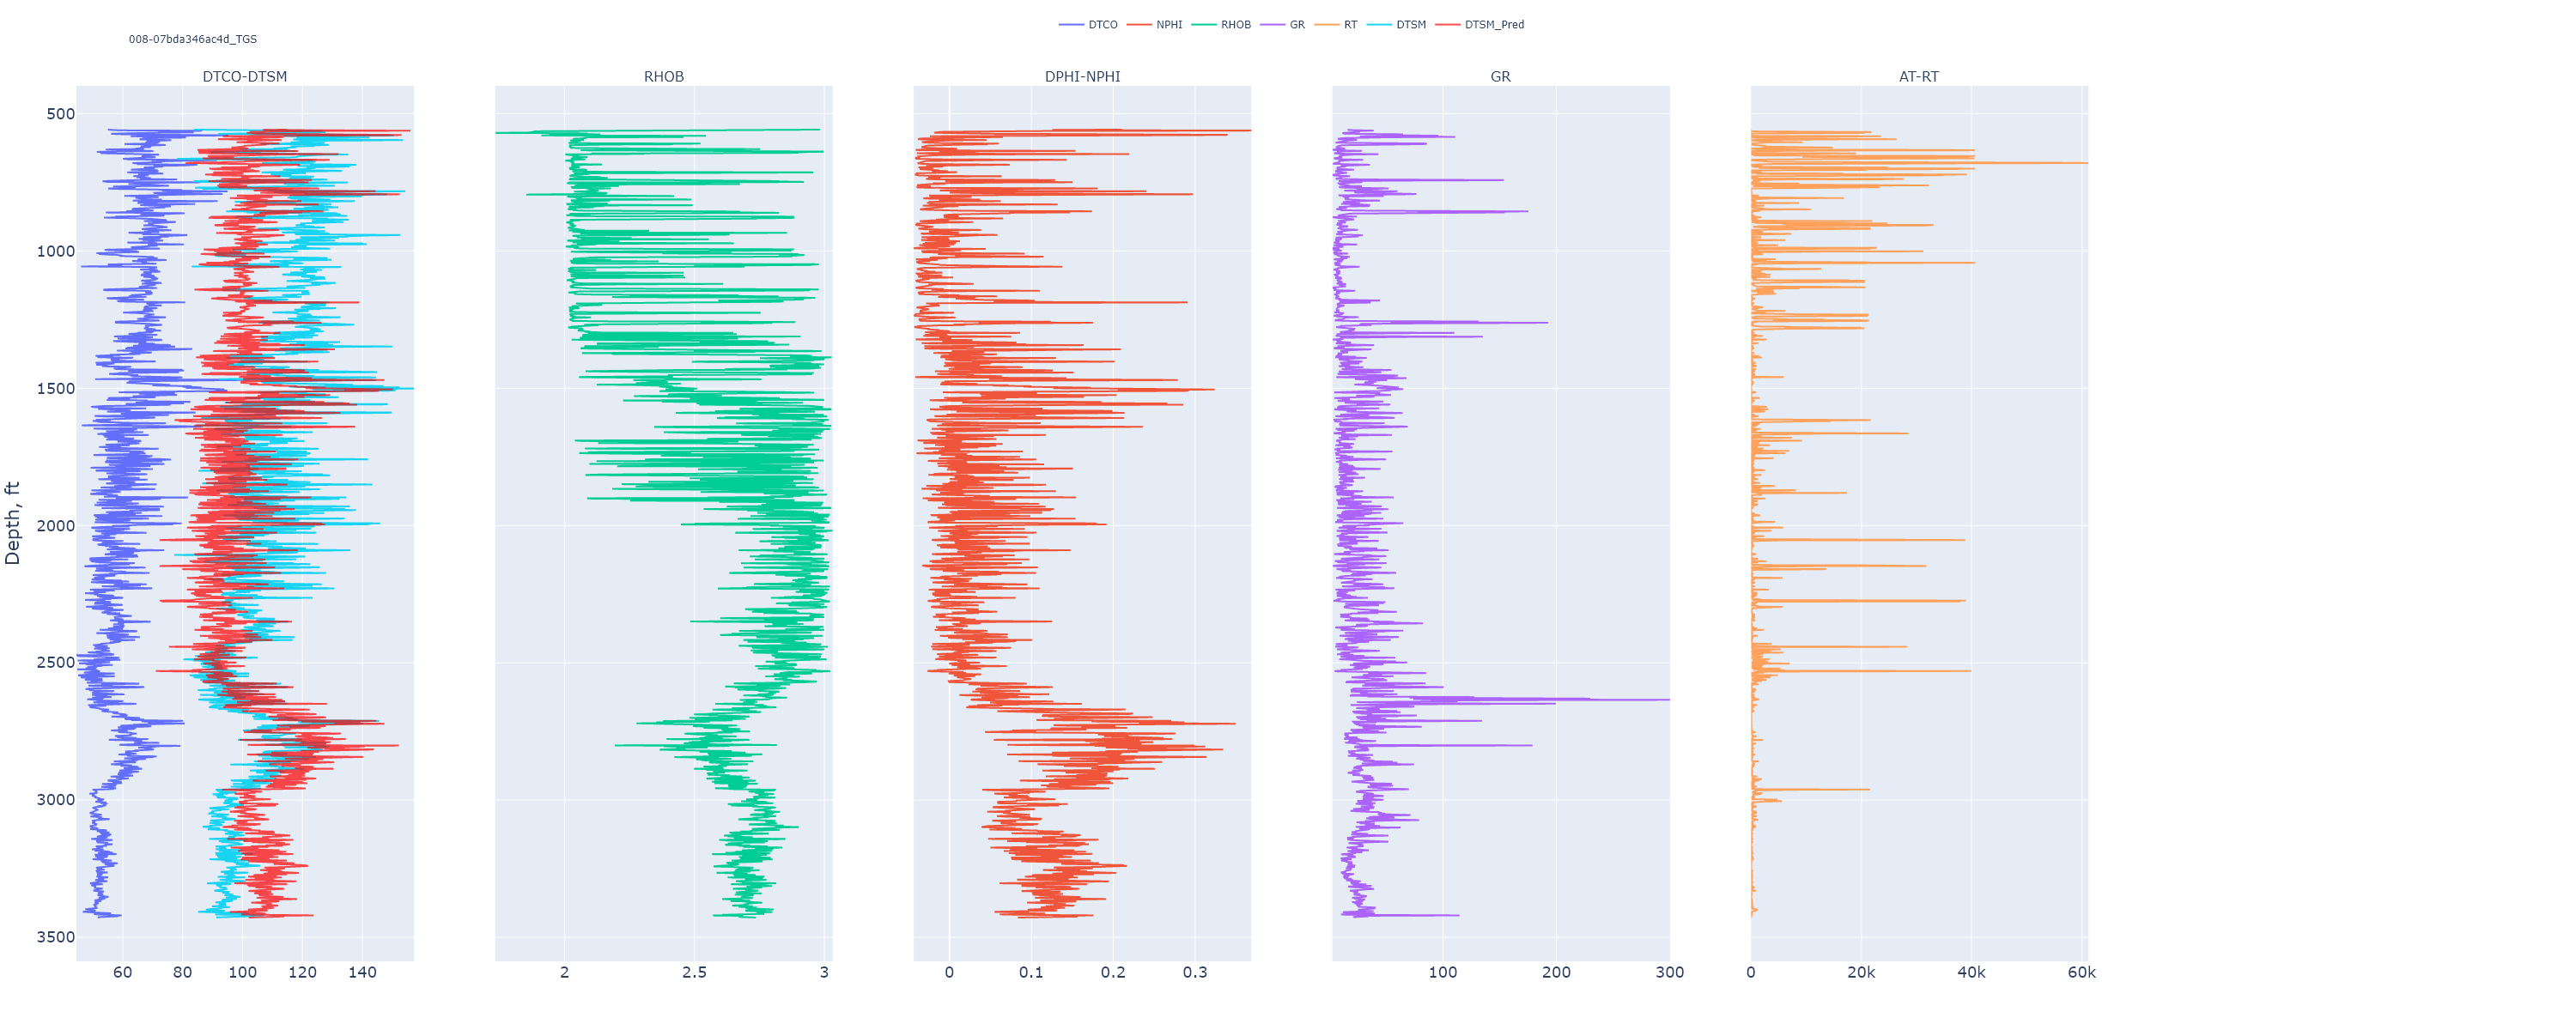 DTCO NPHI RHOB GR RT DTSM DTSM_Pred
008-07bda346ac4d_TGS
DTCO-DTSM RHOB DPHI-NPHI GR AT-RT
500
1000
1500
2000
2500
3000
3500
Depth, ft
60 80 100 120 140 2 2.5 3 0 0.1 0.2 0.3 100 200 300 0 20k 40k 60k